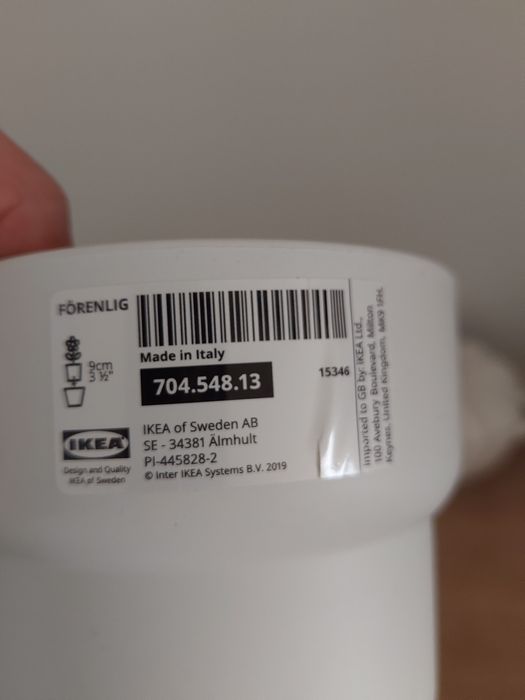 FÖRENLIG
9cm
3 ½"
Made in Italy
704.548.13
15346
IKEA
Design and Quality
IKEA of Sweden
IKEA of Sweden AB
SE - 34381 Älmhult
PI-445828-2
© Inter IKEA Systems B.V. 2019
Imported to GB by: IKEA Ltd.,
100 Avebury Boulevard, Milton
Keynes, United Kingdom, MK9 1FH.